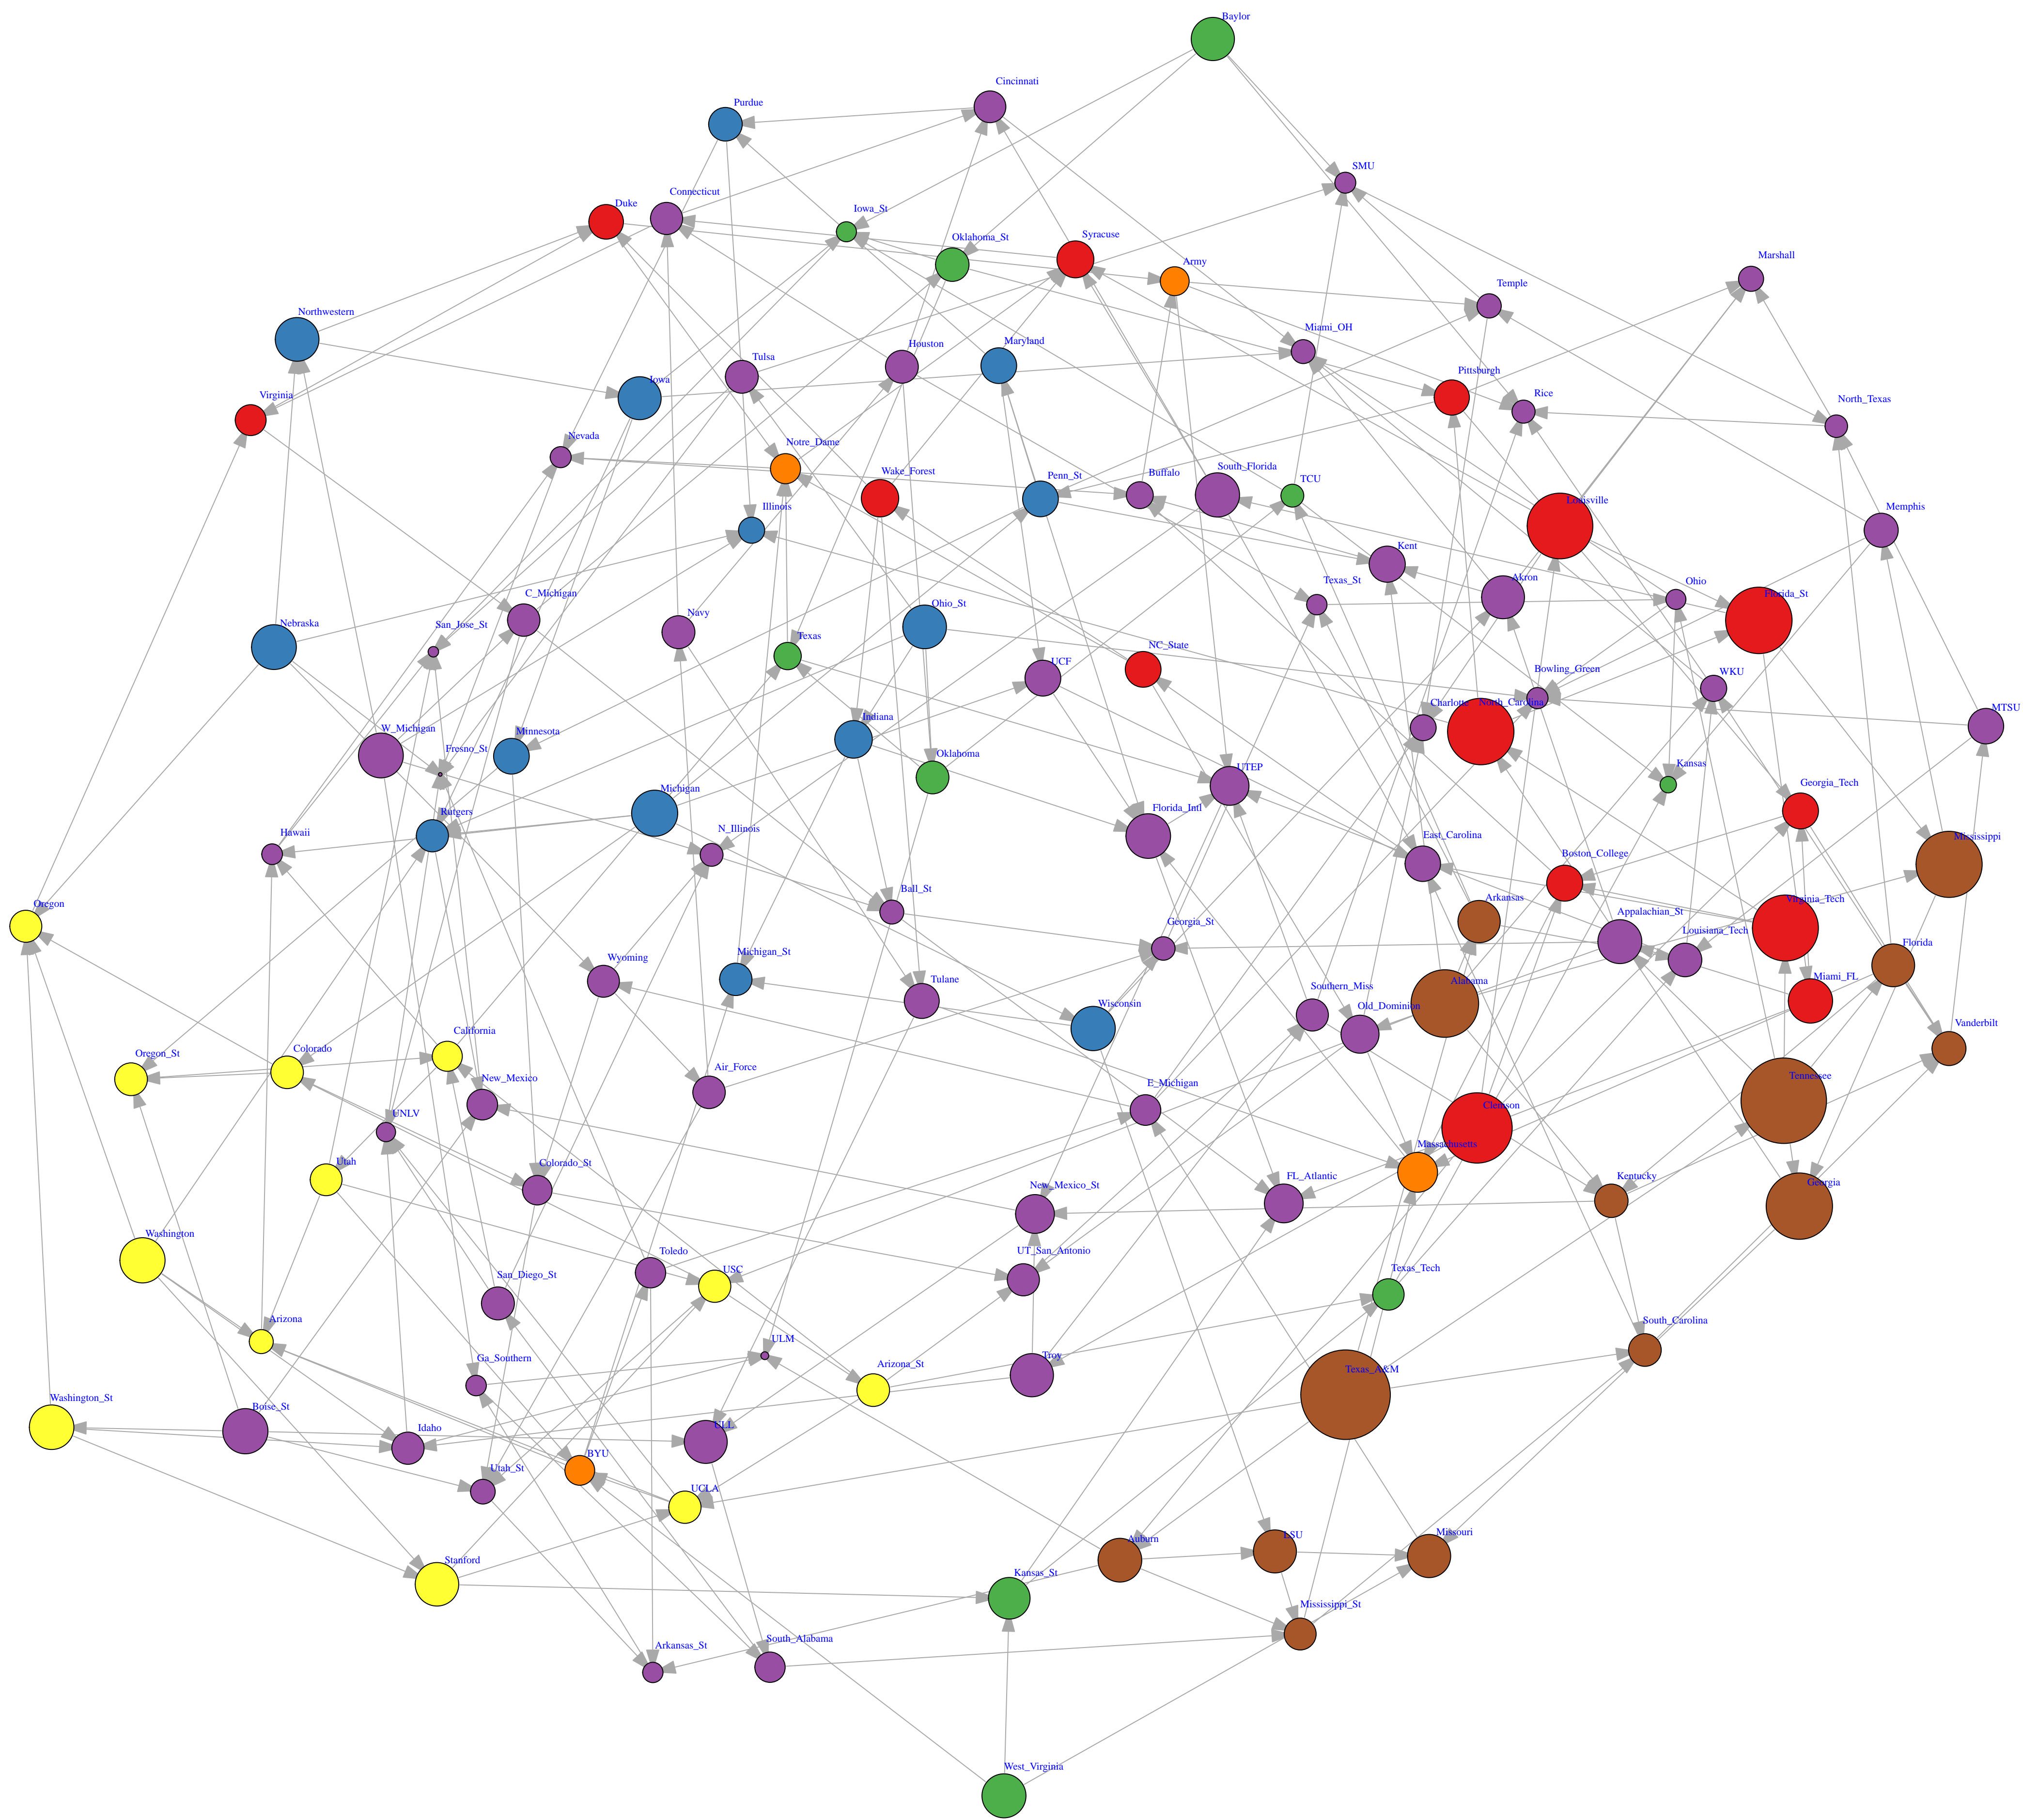 Baylor
Cincinnati
Purdue
SMU
Connecticut
Duke
Iowa_St
Oklahoma_St
Syracuse
Army
Marshall
Temple
Northwestern
Miami_OH
Houston
Maryland
Tulsa
Pittsburgh
Iowa
Rice
Virginia
North_Texas
Nevada
Notre_Dame
Wake_Forest
Buffalo
Penn_St
South_Florida
TCU
Louisville
Illinois
Memphis
Kent
Texas_St
Akron
Ohio
Florida_St
C_Michigan
San_Jose_St
Nebraska
Navy
Ohio_St
Texas
NC_State
UCF
Bowling_Green
WKU
Charlotte
North_Carolina
MTSU
Indiana
W_Michigan
Minnesota
Fresno_St
Oklahoma
UTEP
Kansas
Georgia_Tech
Michigan
Florida_Intl
Rutgers
Hawaii
N_Illinois
East_Carolina
Boston_College
Mississippi
Oregon
Ball_St
Arkansas
Virginia_Tech
Appalachian_St
Georgia_St
Louisiana_Tech
Florida
Wyoming
Michigan_St
Tulane
Alabama
Miami_FL
Southern_Miss
Wisconsin
Old_Dominion
Vanderbilt
California
Colorado
Oregon_St
Air_Force
New_Mexico
Tennessee
E_Michigan
UNLV
Clemson
Massachusetts
Utah
Colorado_St
FL_Atlantic
Kentucky
Georgia
New_Mexico_St
Washington
Toledo
UT_San_Antonio
USC
Texas_Tech
San_Diego_St
Arizona
South_Carolina
ULM
Troy
Ga_Southern
Arizona_St
Texas_A&M
Washington_St
Boise_St
Idaho
ULL
BYU
Utah_St
UCLA
Auburn
LSU
Missouri
Stanford
Kansas_St
Mississippi_St
South_Alabama
Arkansas_St
West_Virginia